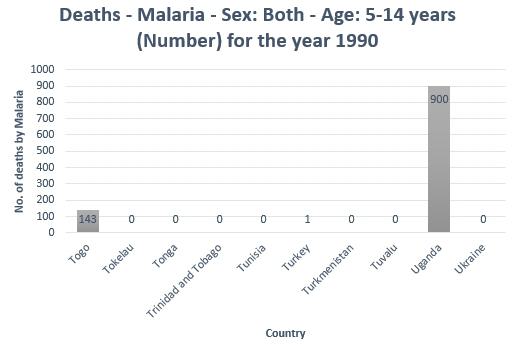 Deaths - Malaria - Sex: Both - Age: 5-14 years
(Number) for the year 1990
No. of deaths by Malaria
1000
900
800
700
600
500
400
300
200
100
0
143
0
0
0
0
1
0
0
900
0
Togo
Tokelau
Tonga
Trinidad and Tobago
Tunisia
Turkey
Turkmenistan
Tuvalu
Uganda
Ukraine
Country